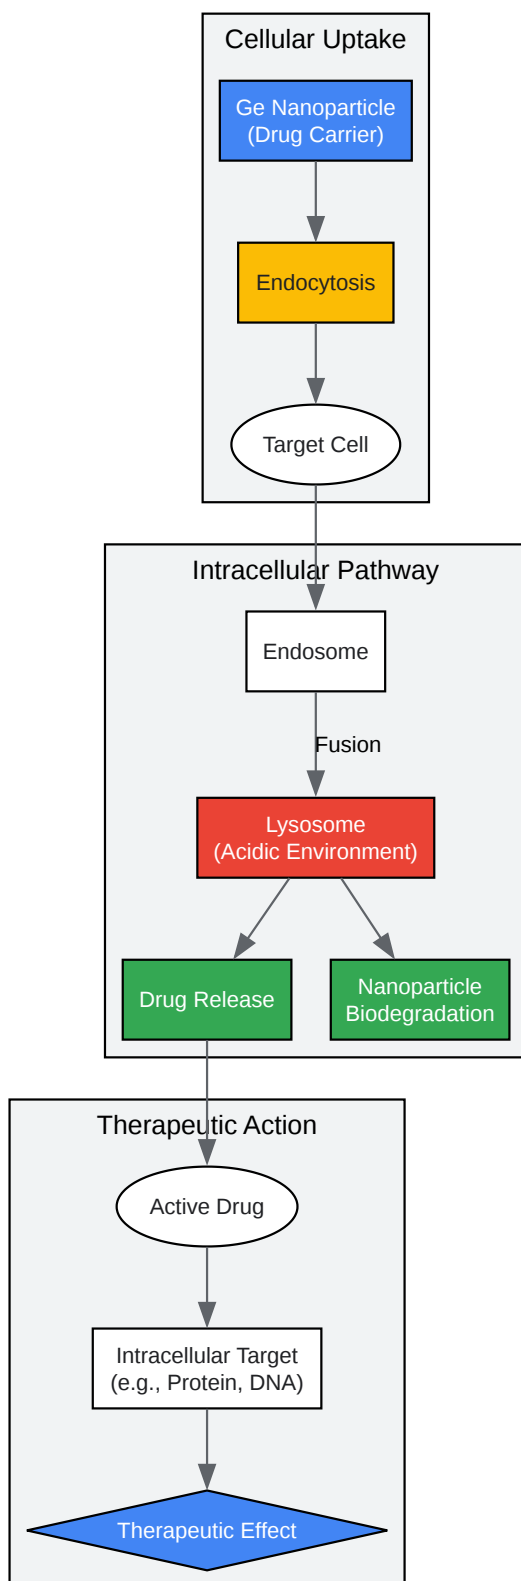 Cellular Uptake
Ge Nanoparticle
(Drug Carrier)
Endocytosis
Target Cell
Intracellular Pathway
Endosome
Fusion
Lysosome
(Acidic Environment)
Drug Release
Nanoparticle
Biodegradation
Therapeutic Action
Active Drug
Intracellular Target
(e.g., Protein, DNA)
Therapeutic Effect